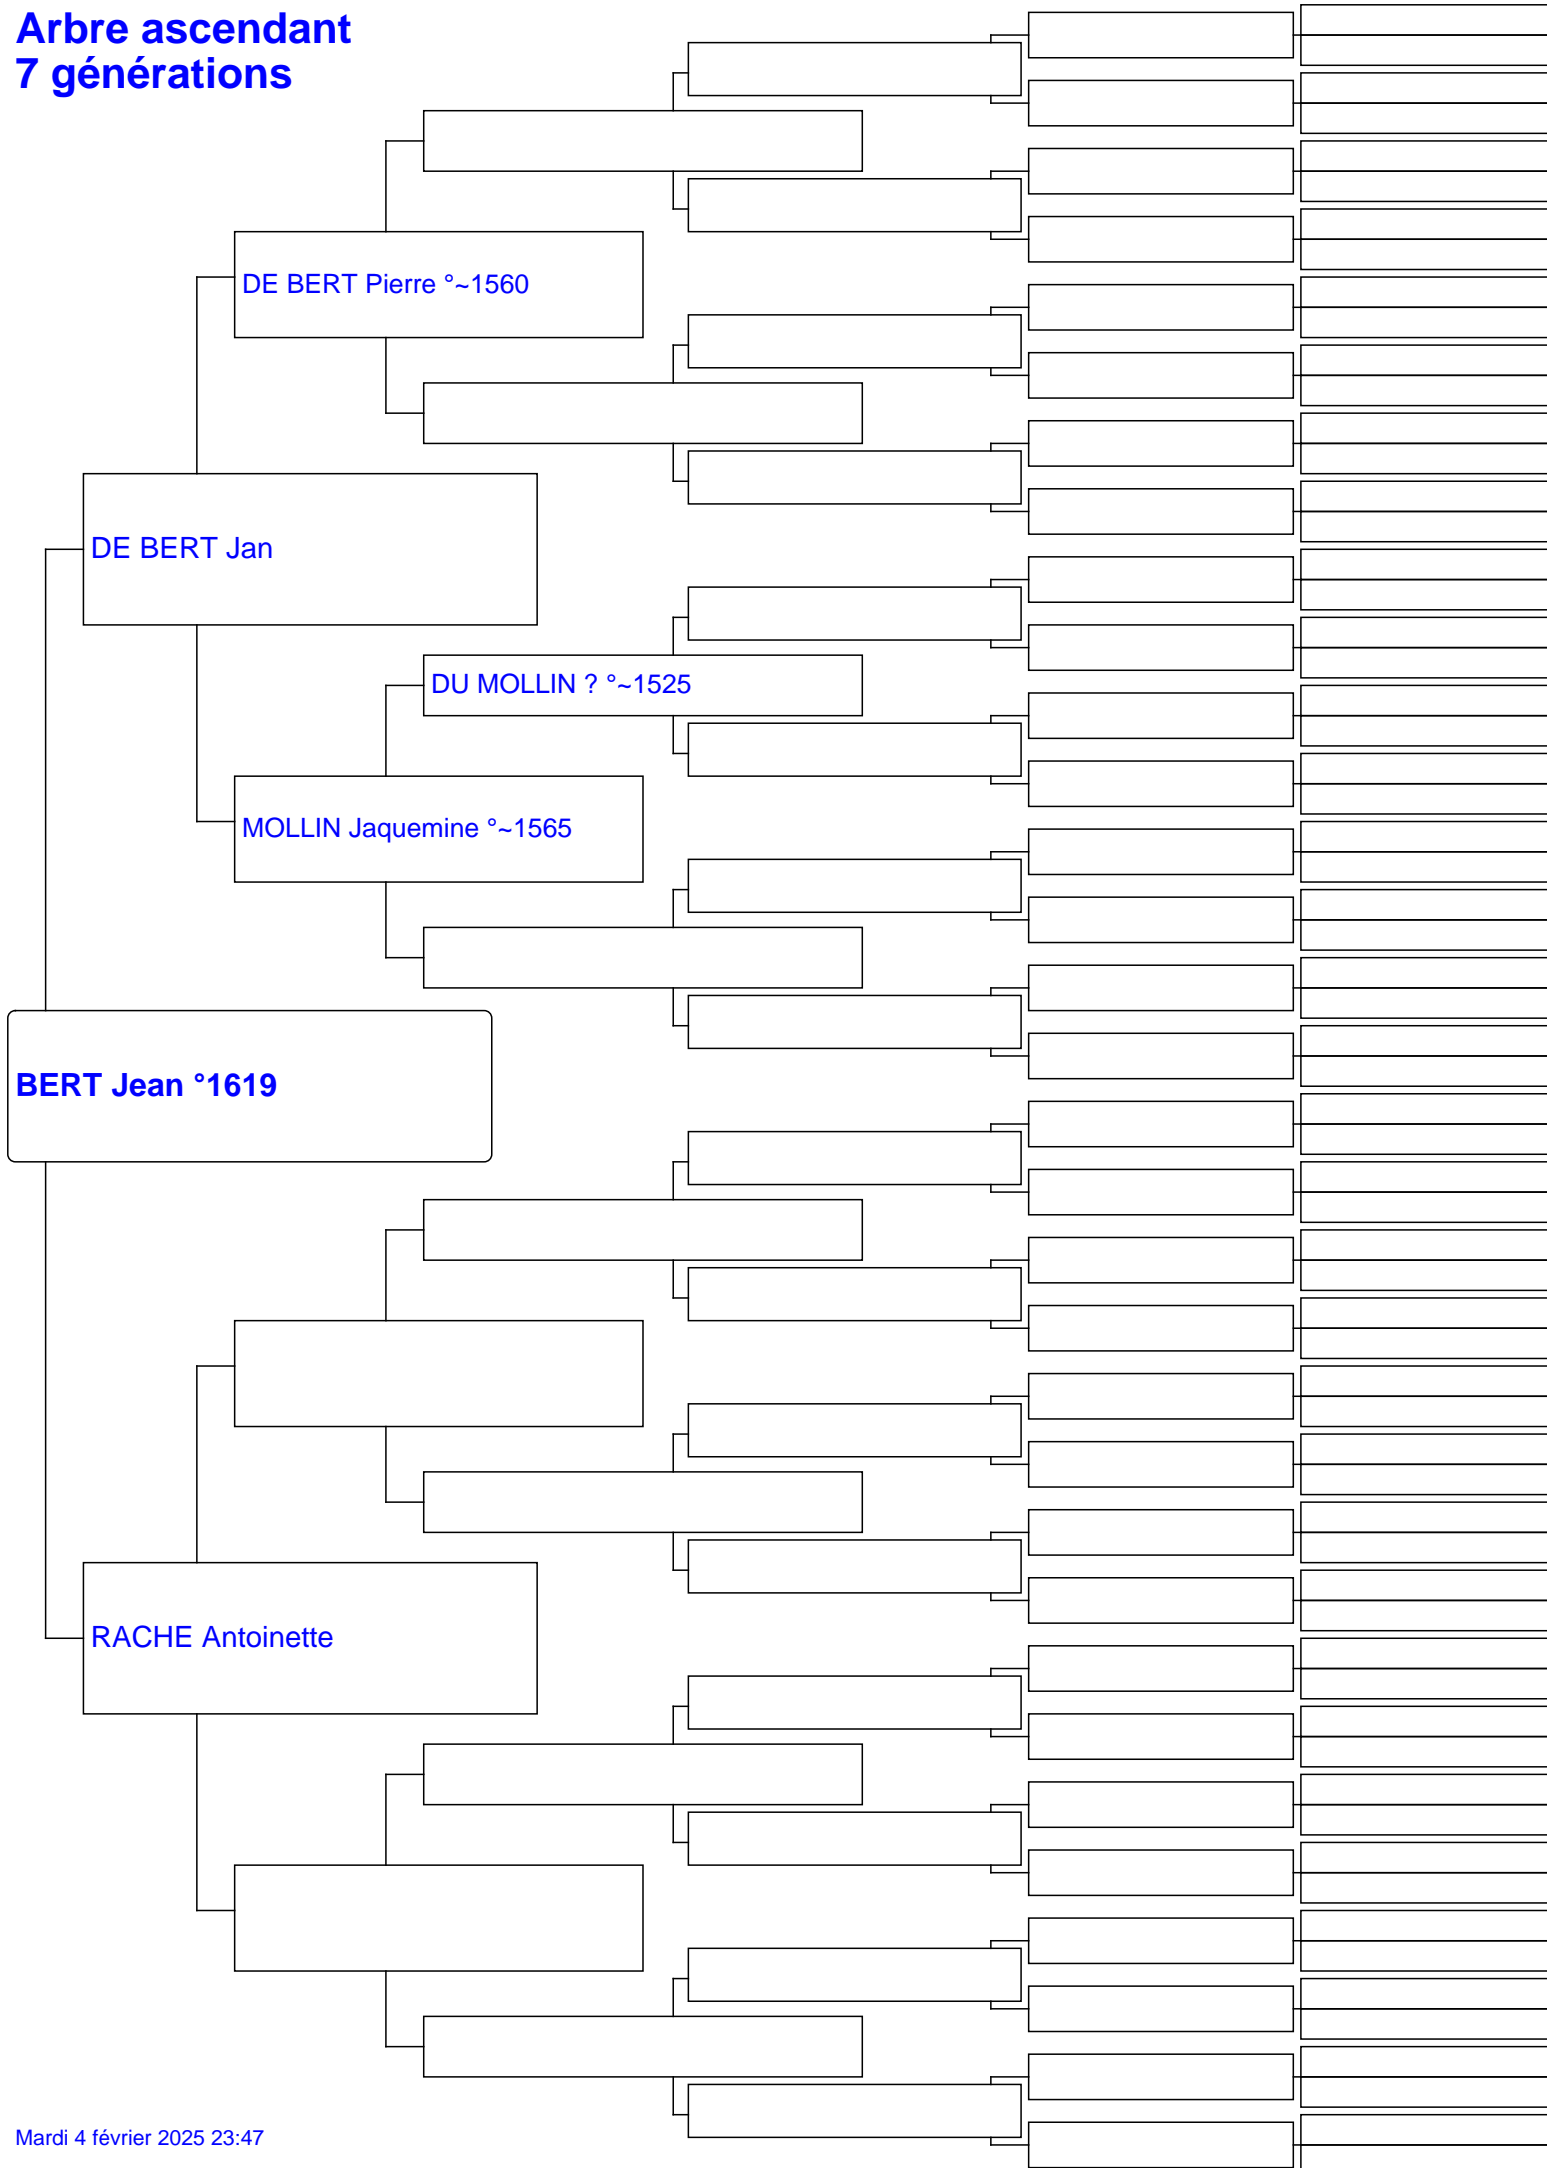 Arbre ascendant
7 générations
DE BERT Pierre °~1560
DE BERT Jan
DU MOLLIN ? °~1525
MOLLIN Jaquemine °~1565
BERT Jean °1619
RACHE Antoinette
Mardi 4 février 2025 23:47